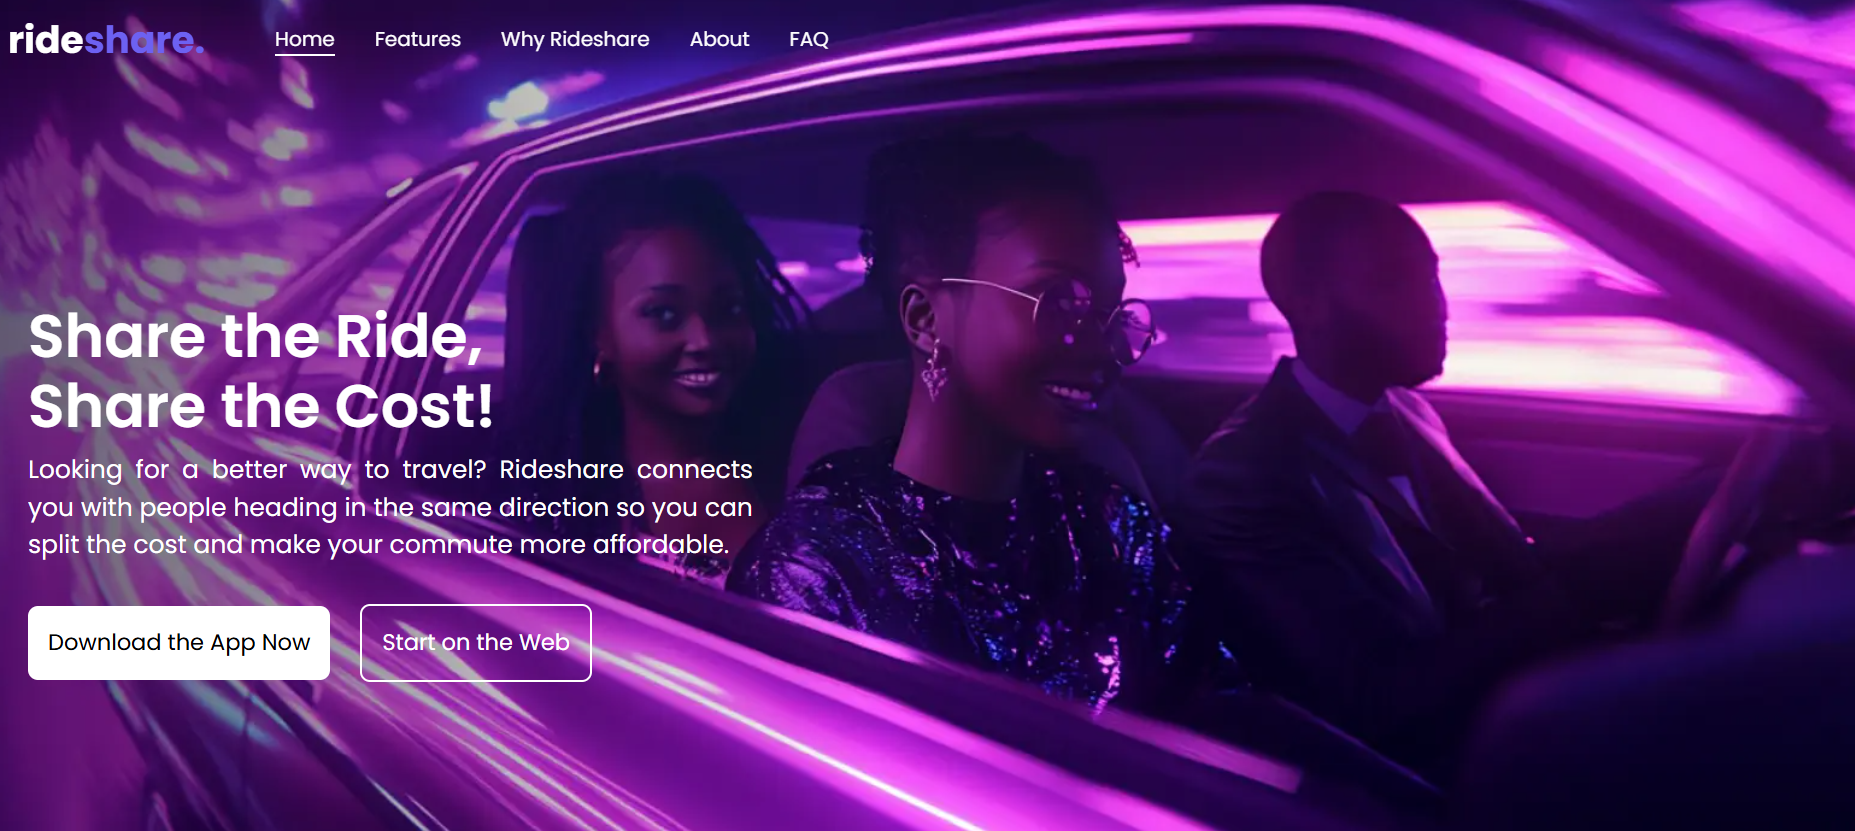 rideshare.
Home
Features
Why Rideshare
About
FAQ
Share the Ride,
Share the Cost!
Looking for a better way to travel? Rideshare connects
you with people heading in the same direction so you can
split the cost and make your commute more affordable.
Download the App Now
Start on the Web